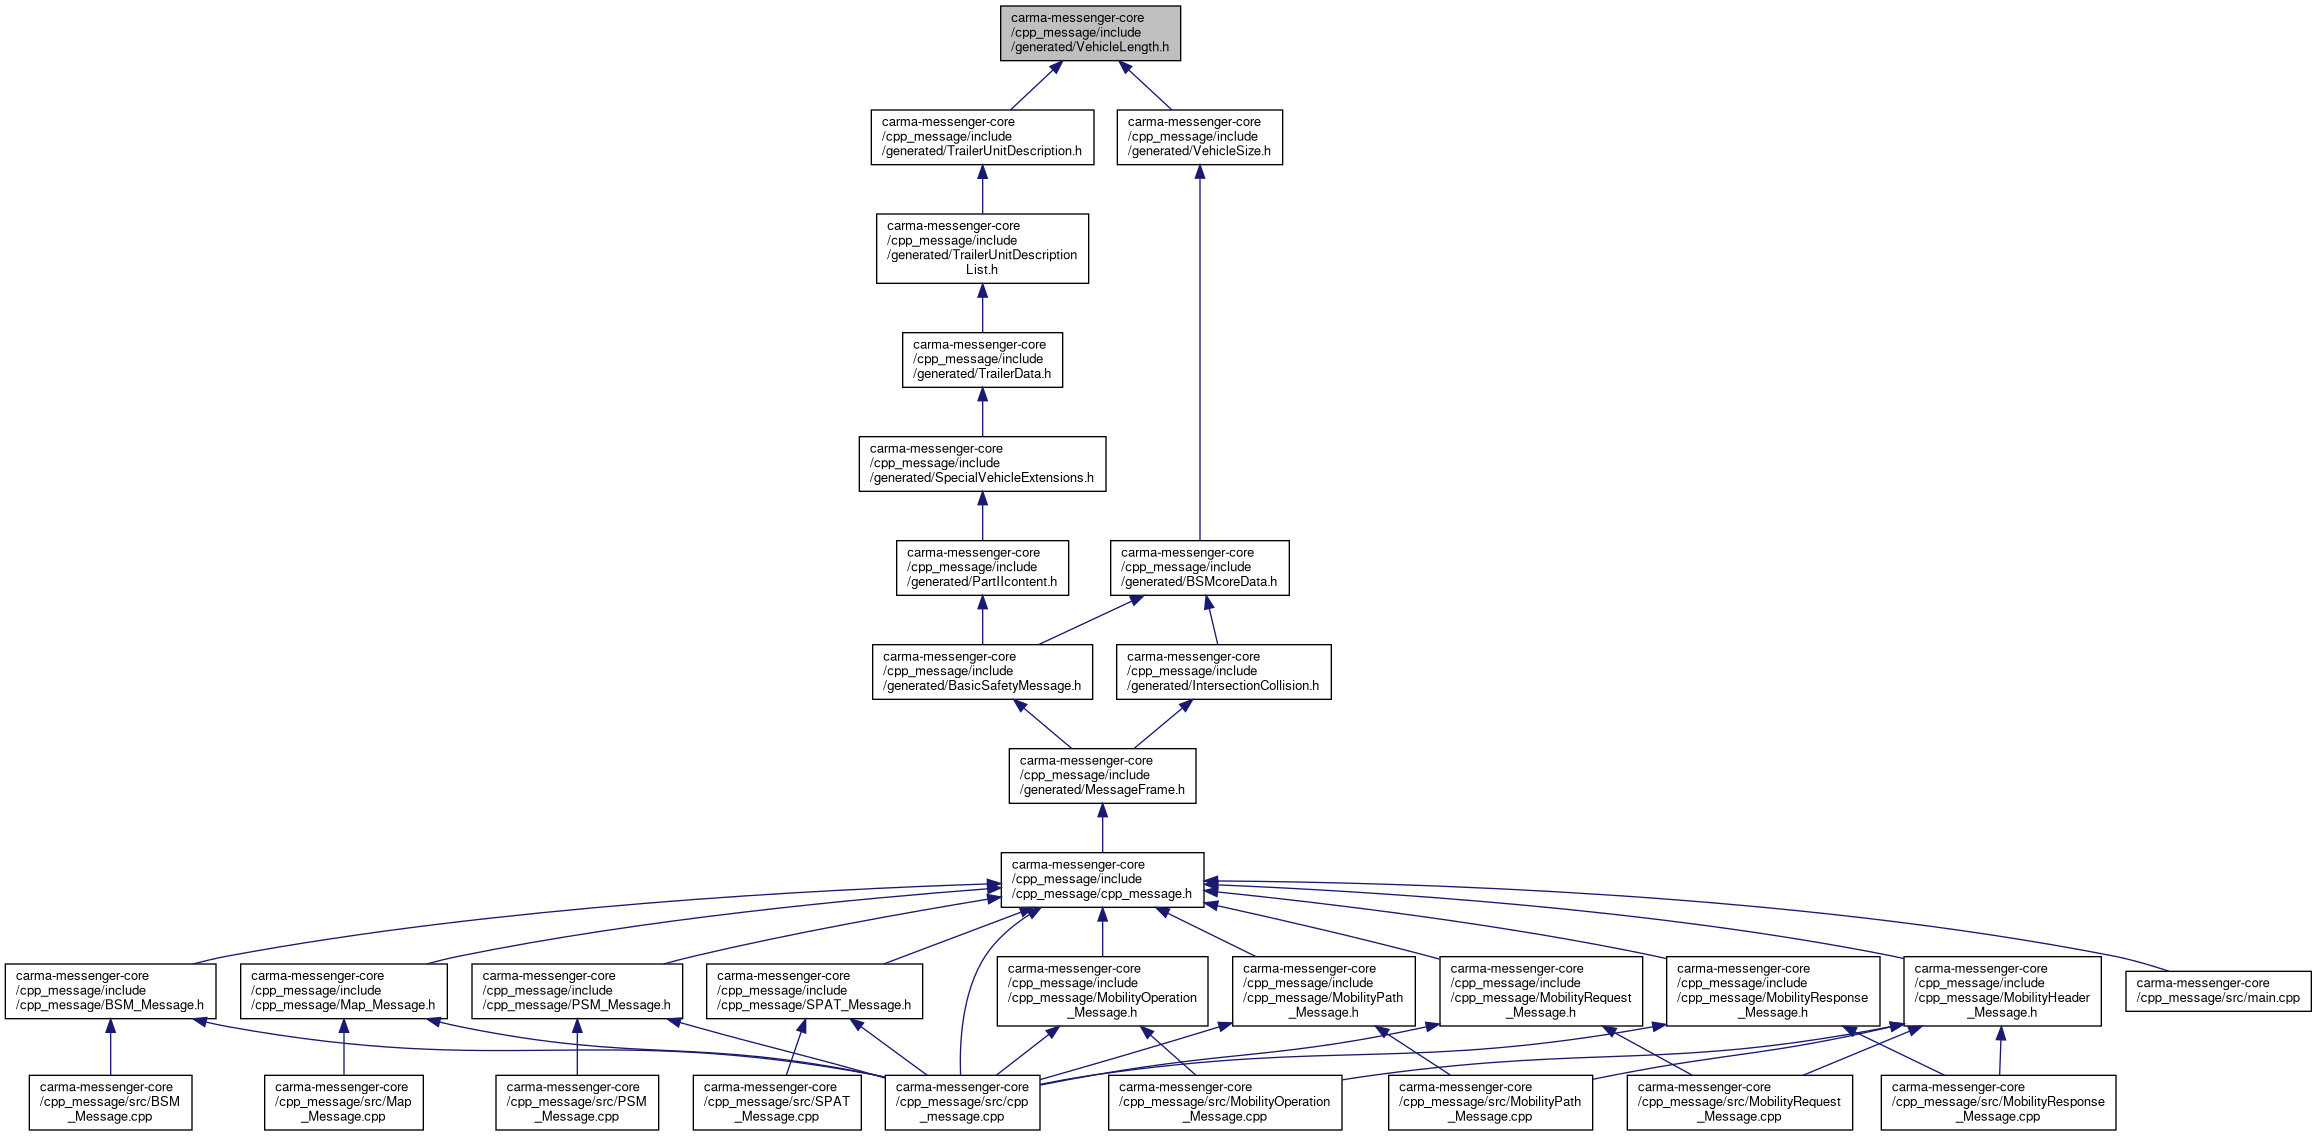 carma-messenger-core
/cpp_message/include
/generated/VehicleLength.h
carma-messenger-core
/cpp_message/include
/generated/TrailerUnitDescription.h
carma-messenger-core
/cpp_message/include
/generated/VehicleSize.h
carma-messenger-core
/cpp_message/include
/generated/TrailerUnitDescription
List.h
carma-messenger-core
/cpp_message/include
/generated/TrailerData.h
carma-messenger-core
/cpp_message/include
/generated/SpecialVehicleExtensions.h
carma-messenger-core
/cpp_message/include
/generated/PartIIcontent.h
carma-messenger-core
/cpp_message/include
/generated/BSMcoreData.h
carma-messenger-core
/cpp_message/include
/generated/BasicSafetyMessage.h
carma-messenger-core
/cpp_message/include
/generated/IntersectionCollision.h
carma-messenger-core
/cpp_message/include
/generated/MessageFrame.h
carma-messenger-core
/cpp_message/include
/cpp_message/cpp_message.h
carma-messenger-core
/cpp_message/include
/cpp_message/BSM_Message.h
carma-messenger-core
/cpp_message/include
/cpp_message/Map_Message.h
carma-messenger-core
/cpp_message/include
/cpp_message/PSM_Message.h
carma-messenger-core
/cpp_message/include
/cpp_message/SPAT_Message.h
carma-messenger-core
/cpp_message/include
/cpp_message/MobilityOperation
_Message.h
carma-messenger-core
/cpp_message/include
/cpp_message/MobilityPath
_Message.h
carma-messenger-core
/cpp_message/include
/cpp_message/MobilityRequest
_Message.h
carma-messenger-core
/cpp_message/include
/cpp_message/MobilityResponse
_Message.h
carma-messenger-core
/cpp_message/include
/cpp_message/MobilityHeader
_Message.h
carma-messenger-core
/cpp_message/src/main.cpp
carma-messenger-core
/cpp_message/src/BSM
_Message.cpp
carma-messenger-core
/cpp_message/src/Map
_Message.cpp
carma-messenger-core
/cpp_message/src/PSM
_Message.cpp
carma-messenger-core
/cpp_message/src/SPAT
_Message.cpp
carma-messenger-core
/cpp_message/src/cpp
_message.cpp
carma-messenger-core
/cpp_message/src/MobilityOperation
_Message.cpp
carma-messenger-core
/cpp_message/src/MobilityPath
_Message.cpp
carma-messenger-core
/cpp_message/src/MobilityRequest
_Message.cpp
carma-messenger-core
/cpp_message/src/MobilityResponse
_Message.cpp